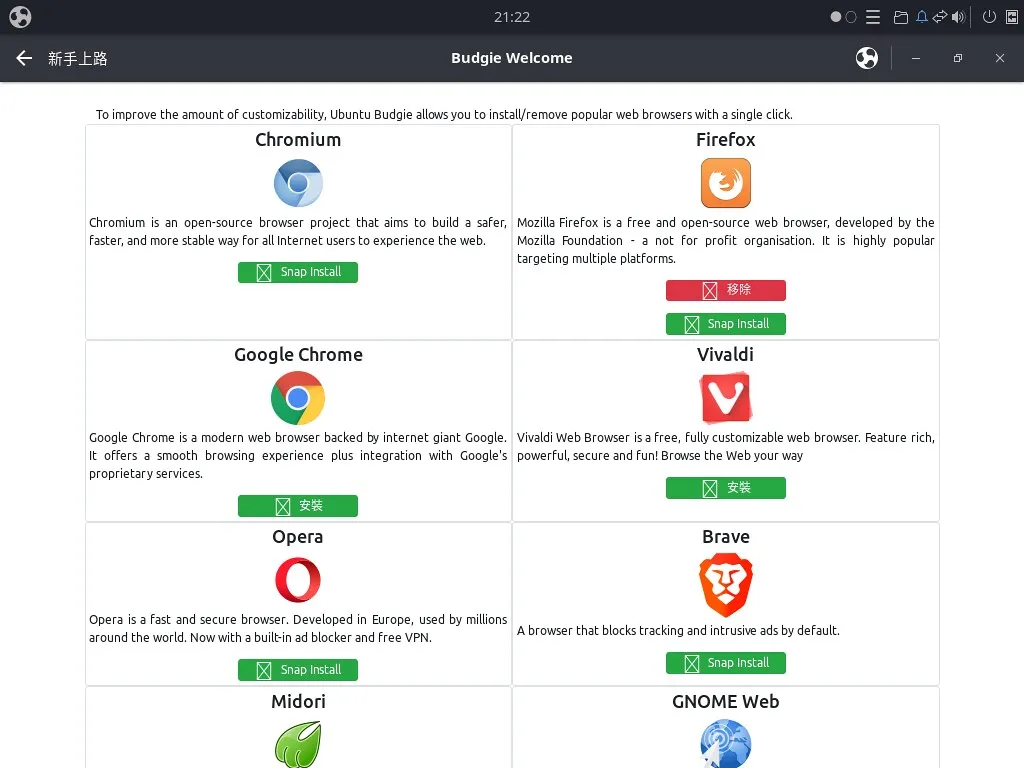 21:22
新手上路
Budgie Welcome
To improve the amount of customizability, Ubuntu Budgie allows you to install/remove popular web browsers with a single click.
Chromium
Chromium is an open-source browser project that aims to build a safer,
faster, and more stable way for all Internet users to experience the web.
Snap Install
Firefox
Mozilla Firefox is a free and open-source web browser, developed by the
Mozilla Foundation - a not for profit organisation. It is highly popular
targeting multiple platforms.
移除
Snap Install
Google Chrome
Google Chrome is a modern web browser backed by internet giant Google.
It offers a smooth browsing experience plus integration with Google's
proprietary services.
安裝
Vivaldi
Vivaldi Web Browser is a free, fully customizable web browser. Feature rich,
powerful, secure and fun! Browse the Web your way
安裝
Opera
Opera is a fast and secure browser. Developed in Europe, used by millions
around the world. Now with a built-in ad blocker and free VPN.
Snap Install
Brave
A browser that blocks tracking and intrusive ads by default.
Snap Install
Midori
GNOME Web